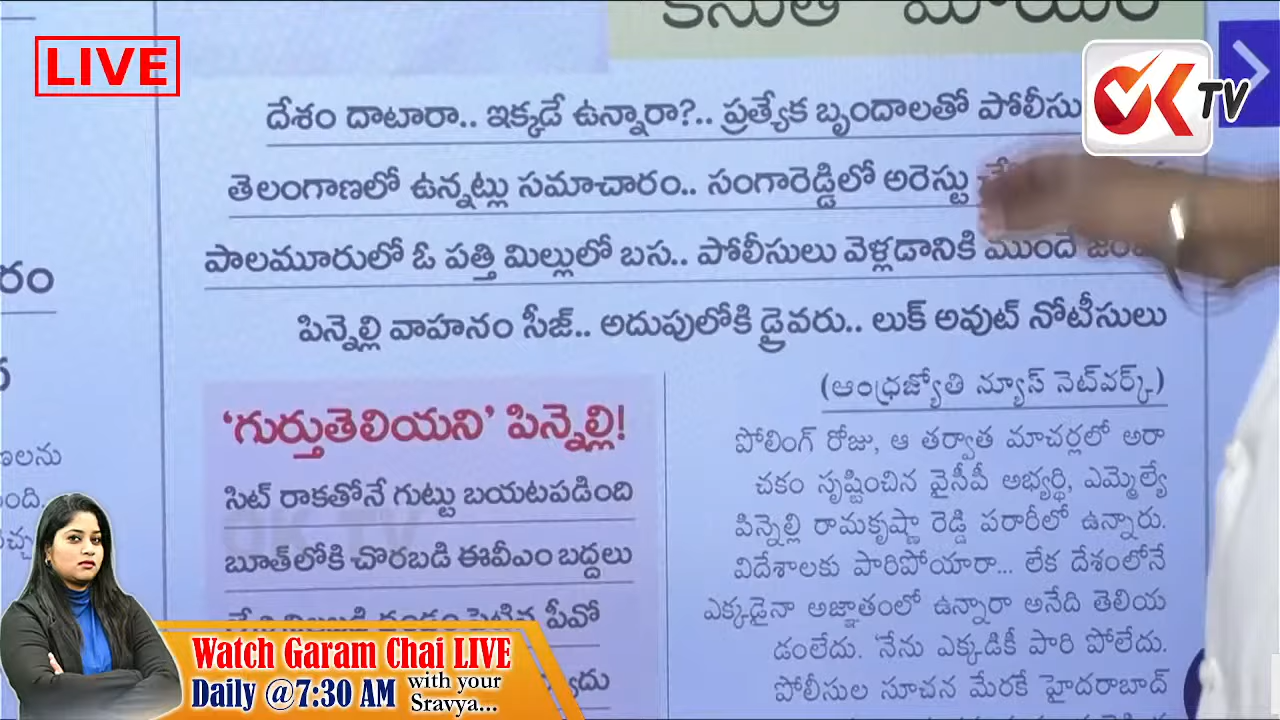 LIVE
OK TV
దేశం దాటారా.. ఇక్కడే ఉన్నారా?.. ప్రత్యేక బృందాలతో పోలీసు
తెలంగాణలో ఉన్నట్లు సమాచారం.. సంగారెడ్డిలో అరెస్టు
పాలమూరులో ఓ పత్తి మిల్లులో బస.. పోలీసులు వెళ్లడానికి ముందే
పిన్నెల్లి వాహనం సీజ్.. అదుపులోకి డ్రైవరు.. లుక్ అవుట్ నోటీసులు
(ఆంధ్రజ్యోతి న్యూస్ నెట్‌వర్క్)
పోలింగ్ రోజు, ఆ తర్వాత మాచర్లలో అరా
చకం సృష్టించిన వైసీపీ అభ్యర్థి, ఎమ్మెల్యే
పిన్నెల్లి రామకృష్ణా రెడ్డి పరారీలో ఉన్నారు.
విదేశాలకు పారిపోయారా... లేక దేశంలోనే
ఎక్కడైనా అజ్ఞాతంలో ఉన్నారా అనేది తెలియ
డంలేదు. 'నేను ఎక్కడికీ పారి పోలేదు.
పోలీసుల సూచన మేరకే హైదరాబాద్
'గుర్తుతెలియని' పిన్నెల్లి!
సిట్ రాకతోనే గుట్టు బయటపడింది
బూత్‌లోకి చొరబడి ఈవీఎం బద్దలు
పీవో
Watch Garam Chai LIVE
Daily @7:30 AM with your
Sravya...